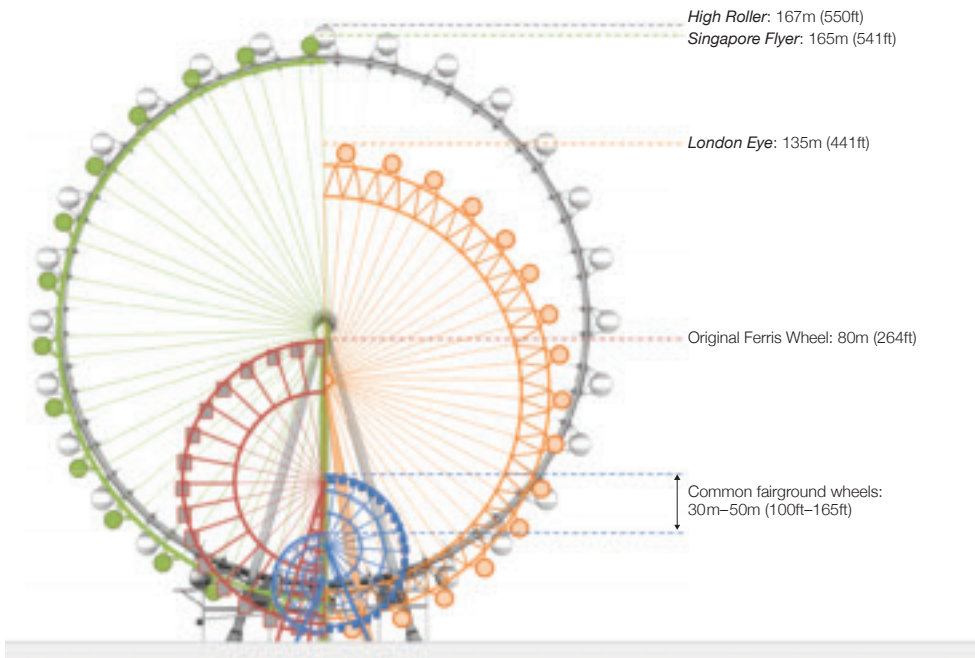 High Roller: 167m (550ft)
Singapore Flyer: 165m (541ft)
London Eye: 135m (441ft)
Original Ferris Wheel: 80m (264ft)
Common fairground wheels:
30m–50m (100ft–165ft)